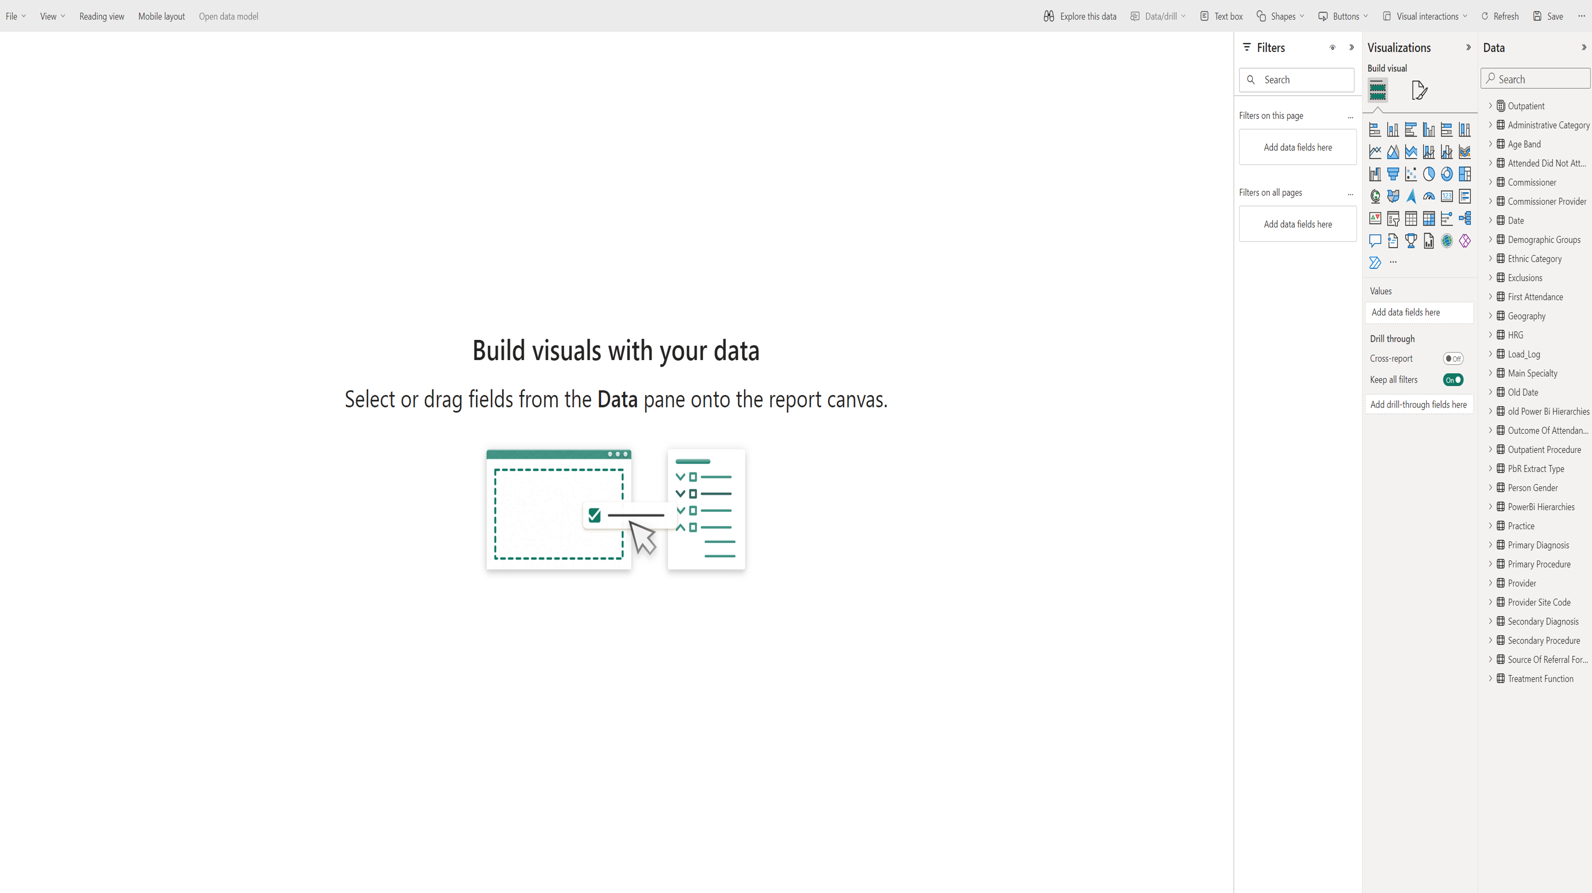 File View Reading view Mobile layout Open data model Explore this data Data/drill Text box Shapes Buttons Visual interactions Refresh Save ...
Build visuals with your data
Select or drag fields from the Data pane onto the report canvas.
Filters
Search
Filters on this page ...
Add data fields here
Filters on all pages ...
Add data fields here
Visualizations
Build visual
123
...
Values
Add data fields here
Drill through
Cross-report Off
Keep all filters On
Add drill-through fields here
Data
Search
Outpatient
Administrative Category
Age Band
Attended Did Not Att...
Commissioner
Commissioner Provider
Date
Demographic Groups
Ethnic Category
Exclusions
First Attendance
Geography
HRG
Load_Log
Main Specialty
Old Date
old Power Bi Hierarchies
Outcome Of Attendan...
Outpatient Procedure
PbR Extract Type
Person Gender
PowerBi Hierarchies
Practice
Primary Diagnosis
Primary Procedure
Provider
Provider Site Code
Secondary Diagnosis
Secondary Procedure
Source Of Referral For...
Treatment Function